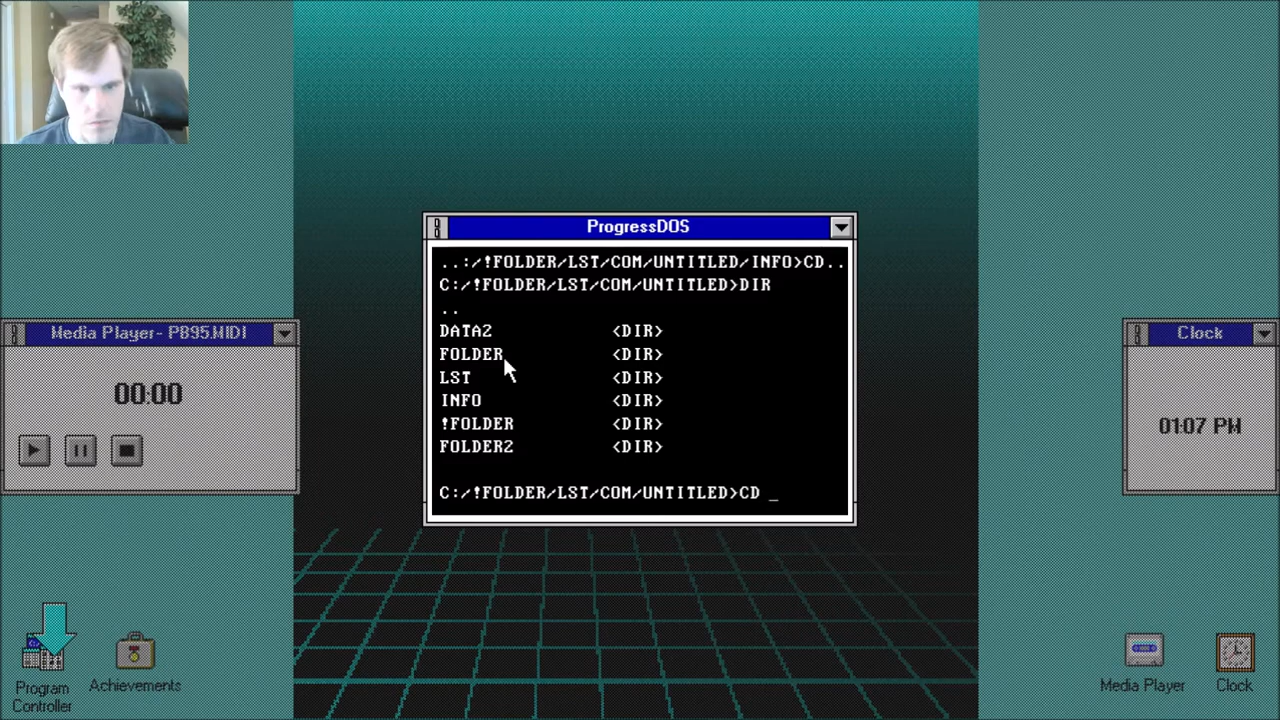 ProgressDOS
..:/!FOLDER/LST/COM/UNTITLED/INFO>CD..
C:/!FOLDER/LST/COM/UNTITLED>DIR
..
DATA2 <DIR>
FOLDER <DIR>
LST <DIR>
INFO <DIR>
!FOLDER <DIR>
FOLDER2 <DIR>
C:/!FOLDER/LST/COM/UNTITLED>CD _
Media Player- PB95.MIDI
00:00
Clock
01:07 PM
Program
Controller
Achievements
Media Player
Clock